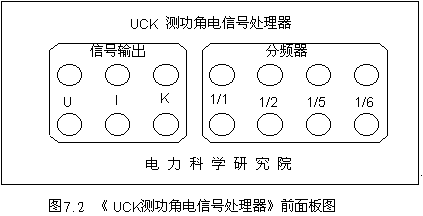 UCK 测功角电信号处理器
信号输出 分频器
U I K 1/1 1/2 1/5 1/6
电力科学研究院
图7.2 《UCK测功角电信号处理器》前面板图